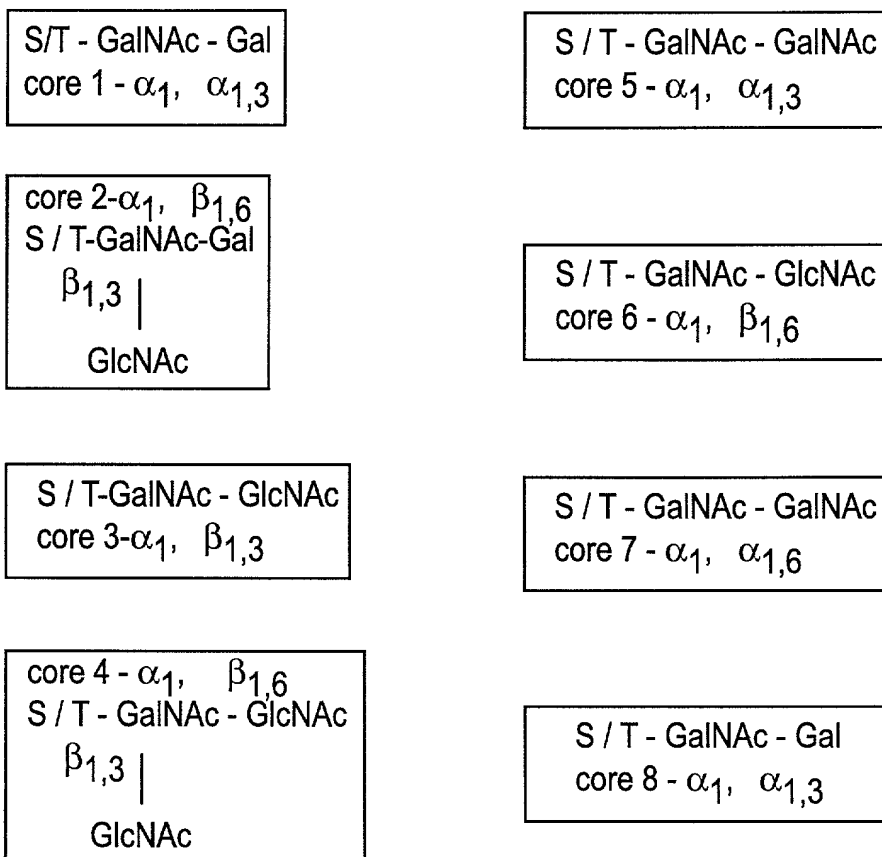 S/T - GalNAc - Gal
core 1 - α1, α1,3
core 2-α1, β1,6
S / T-GalNAc-Gal
β1,3
GlcNAc
S / T-GalNAc - GlcNAc
core 3-α1, β1,3
core 4 - α1, β1,6
S / T - GalNAc - GlcNAc
β1,3
GlcNAc
S / T - GalNAc - GalNAc
core 5 - α1, α1,3
S / T - GalNAc - GlcNAc
core 6 - α1, β1,6
S / T - GalNAc - GalNAc
core 7 - α1, α1,6
S / T - GalNAc - Gal
core 8 - α1, α1,3